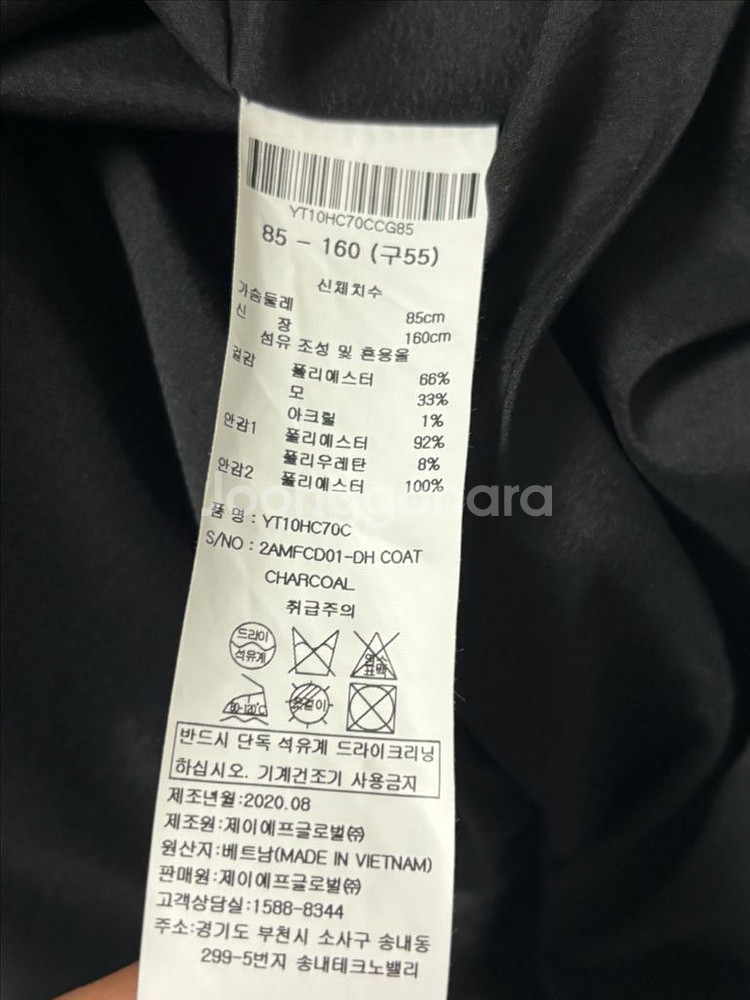 YT10HC70CCG85
85 - 160 (구55)
신체치수
가슴둘레 85cm
신 장 160cm
섬유 조성 및 혼용율
겉감 폴리에스터 66%
모 33%
아크릴 1%
안감1 폴리에스터 92%
폴리우레탄 8%
안감2 폴리에스터 100%
Joonggonara
품 명 : YT10HC70C
S/NO : 2AMFCD01-DH COAT
CHARCOAL
취급주의
드라이
석유계
염소
표백
80-120℃
손걸이
반드시 단독 석유계 드라이크리닝
하십시오. 기계건조기 사용금지
제조년월:2020.08
제조원:제이에프글로벌㈜
원산지:베트남(MADE IN VIETNAM)
판매원:제이에프글로벌㈜
고객상담실:1588-8344
주소:경기도 부천시 소사구 송내동
299-5번지 송내테크노밸리